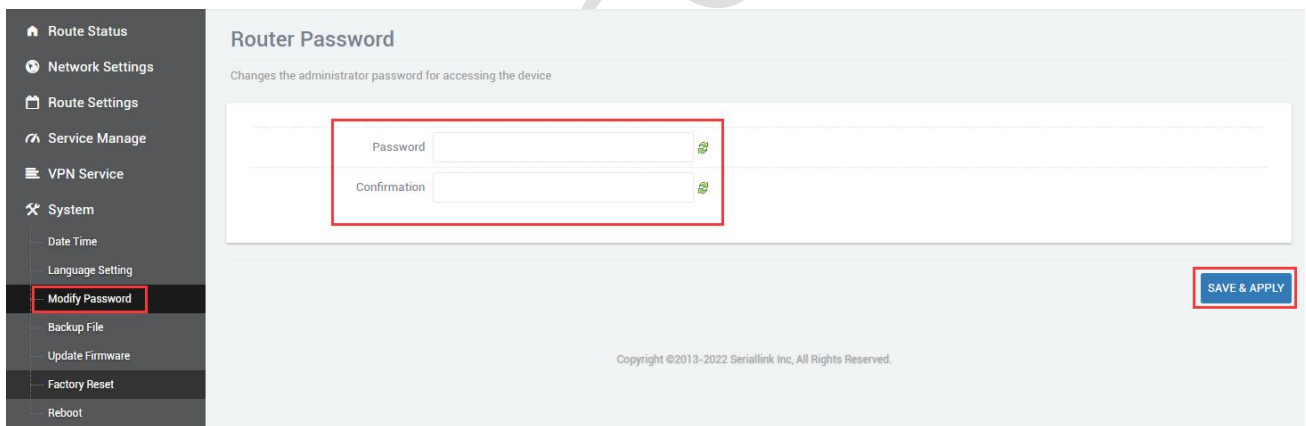 Route Status
Network Settings
Route Settings
Service Manage
VPN Service
System
Date Time
Language Setting
Modify Password
Backup File
Update Firmware
Factory Reset
Reboot
Router Password
Changes the administrator password for accessing the device
Password
Confirmation
SAVE & APPLY
Copyright ©2013-2022 Seriallink Inc, All Rights Reserved.